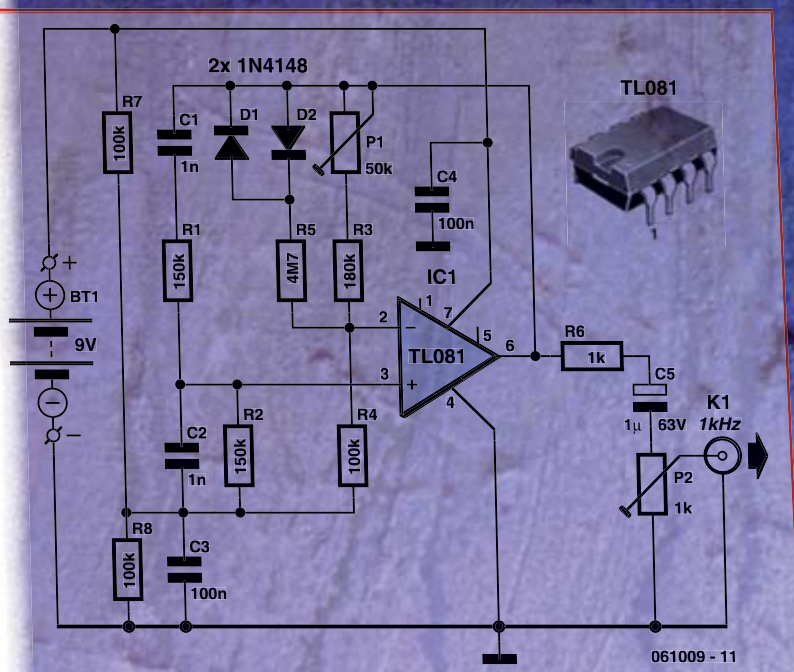 2x 1N4148
TL081
R7
100k
C1
1n
D1
D2
P1
50k
C4
100n
R1
150k
R5
4M7
R3
180k
IC1
+
+
BT1
9V
−
−
1
7
2
−
TL081
5
6
3
+
4
R6
1k
C5
1µ
63V
K1
1kHz
P2
1k
C2
1n
R2
150k
R4
100k
R8
100k
C3
100n
1
061009 - 11